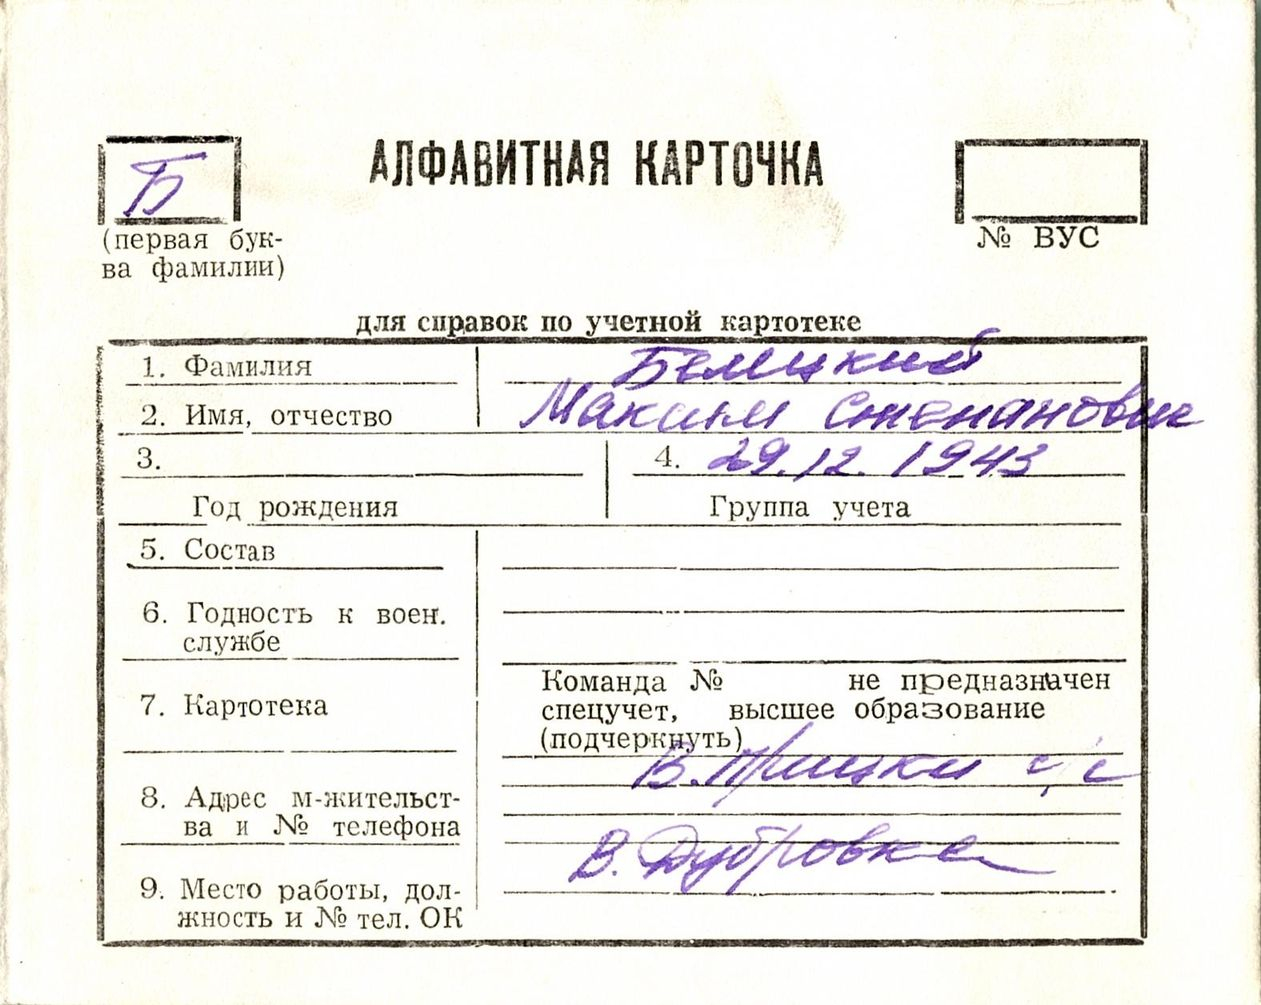 Б
АЛФАВИТНАЯ КАРТОЧКА
(первая бук-
ва фамилии)
№ ВУС
для справок по учетной картотеке
1. Фамилия Белицкий
2. Имя, отчество Максим Степанович
3. 4. 29.12.1943
Год рождения Группа учета
5. Состав
6. Годность к воен.
службе
7. Картотека
Команда № не предназначен
спецучет, высшее образование
(подчеркнуть)
8. Адрес м-жительст-
ва и № телефона
В. с/с
В. Дубровка
9. Место работы, дол-
жность и № тел. ОК